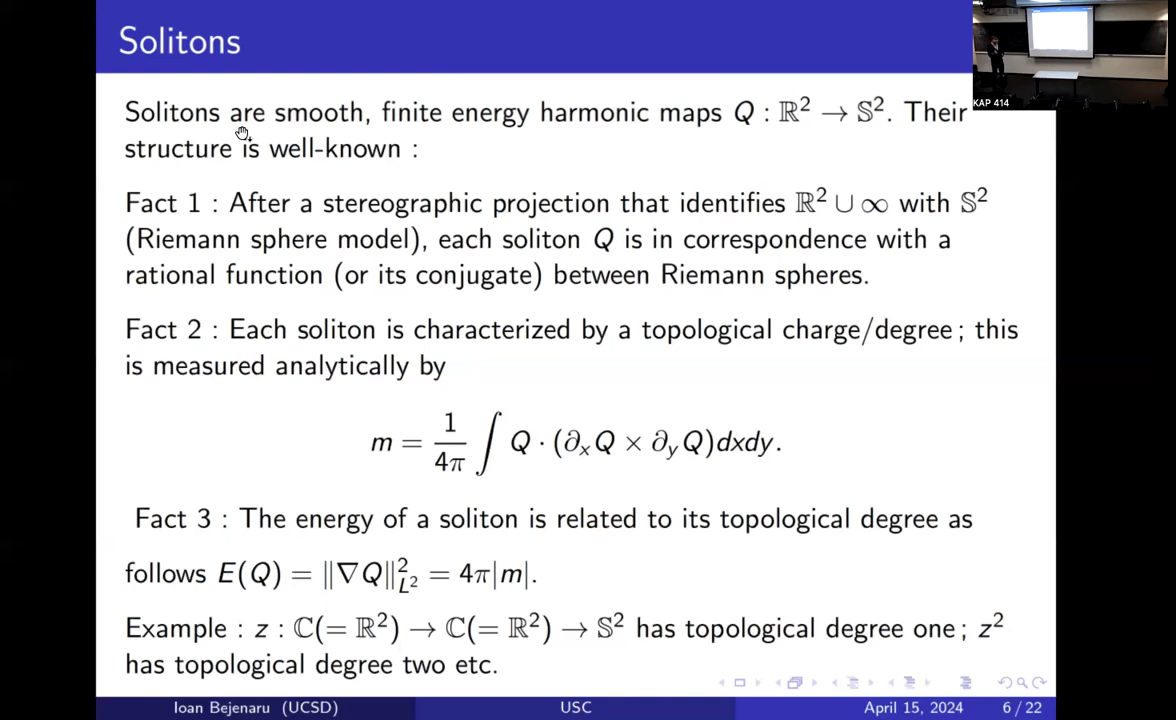 Solitons
KAP 414
Solitons are smooth, finite energy harmonic maps Q : ℝ² → 𝕊². Their
structure is well-known :
Fact 1 : After a stereographic projection that identifies ℝ² ∪ ∞ with 𝕊²
(Riemann sphere model), each soliton Q is in correspondence with a
rational function (or its conjugate) between Riemann spheres.
Fact 2 : Each soliton is characterized by a topological charge/degree ; this
is measured analytically by
m = 1/4π ∫ Q · (∂ₓQ × ∂ᵧQ)dxdy.
Fact 3 : The energy of a soliton is related to its topological degree as
follows E(Q) = ‖∇Q‖²_L² = 4π|m|.
Example : z : ℂ(= ℝ²) → ℂ(= ℝ²) → 𝕊² has topological degree one ; z²
has topological degree two etc.
Ioan Bejenaru (UCSD) USC April 15, 2024 6 / 22